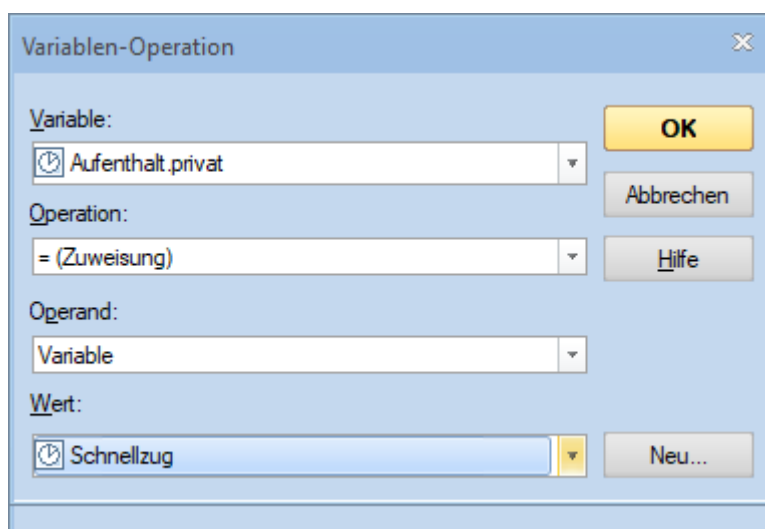 Variablen-Operation
Variable:
OK
Aufenthalt.privat
Abbrechen
Operation:
= (Zuweisung)
Hilfe
Operand:
Variable
Wert:
Schnellzug
Neu...